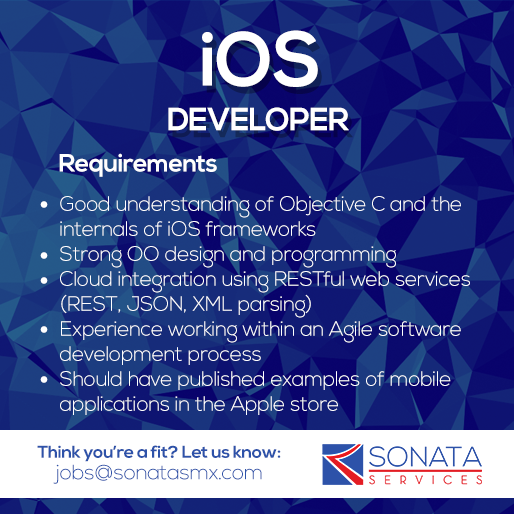 iOS
DEVELOPER
Requirements
• Good understanding of Objective C and the
internals of iOS frameworks
• Strong OO design and programming
• Cloud integration using RESTful web services
(REST, JSON, XML parsing)
• Experience working within an Agile software
development process
• Should have published examples of mobile
applications in the Apple store
Think you're a fit? Let us know:
jobs@sonatasmx.com
SONATA
SERVICES